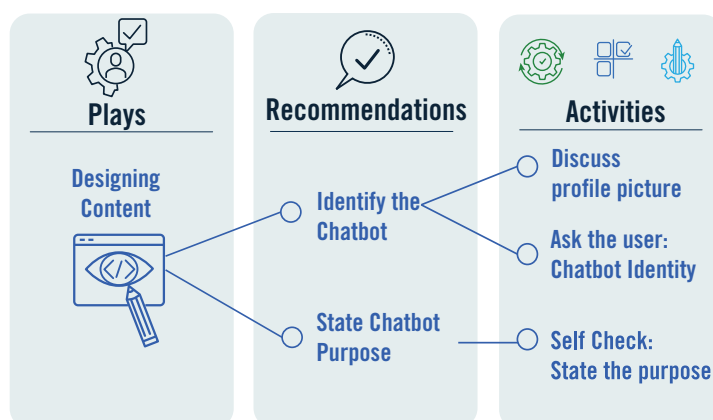 Plays
Recommendations
Activities
Designing
Content
Identify the
Chatbot
State Chatbot
Purpose
Discuss
profile picture
Ask the user:
Chatbot Identity
Self Check:
State the purpose